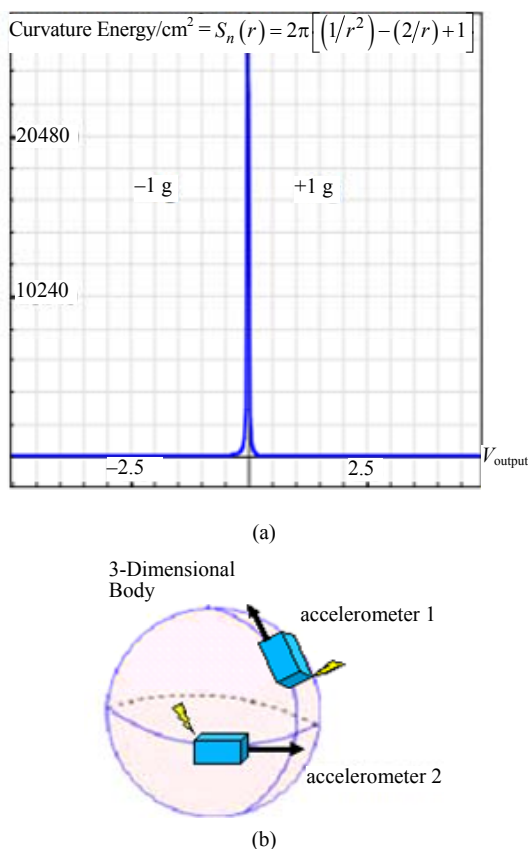 Curvature Energy/cm² = Sₙ(r) = 2π[(1/r²)−(2/r)+1]
20480
−1 g
+1 g
10240
−2.5
2.5
V_output
(a)
3-Dimensional
Body
accelerometer 1
accelerometer 2
(b)